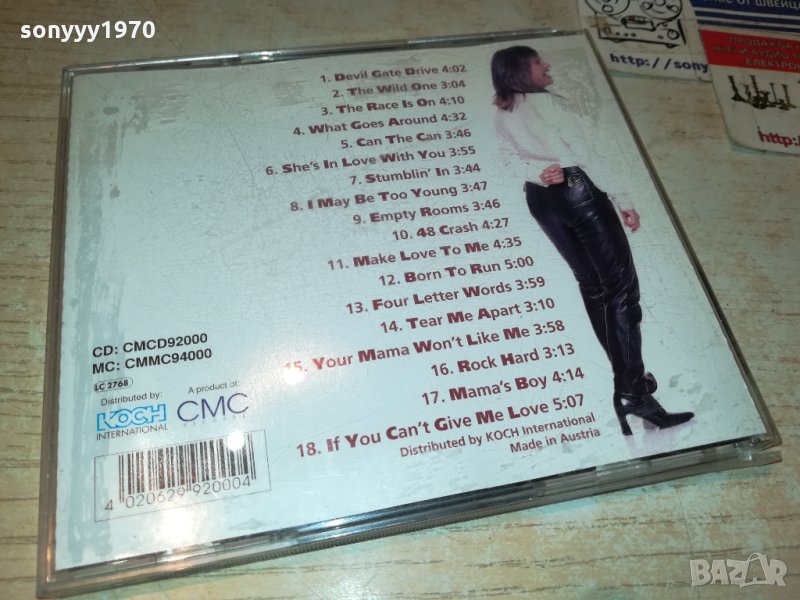 sonyyy1970
1. Devil Gate Drive 4:02
2. The Wild One 3:04
3. The Race Is On 4:10
4. What Goes Around 4:32
5. Can The Can 3:46
6. She's In Love With You 3:55
7. Stumblin' In 3:44
8. I May Be Too Young 3:47
9. Empty Rooms 3:46
10. 48 Crash 4:27
11. Make Love To Me 4:35
12. Born To Run 5:00
13. Four Letter Words 3:59
14. Tear Me Apart 3:10
15. Your Mama Won't Like Me 3:58
16. Rock Hard 3:13
17. Mama's Boy 4:14
18. If You Can't Give Me Love 5:07
Distributed by KOCH International
Made in Austria
CD: CMCD92000
MC: CMMC94000
LC 2768
Distributed by:
KOCH
INTERNATIONAL
A product of:
CMC
RECORDS
4 020629 920004
http://sony
ПРОДАЖБА
http:/
BAZAR